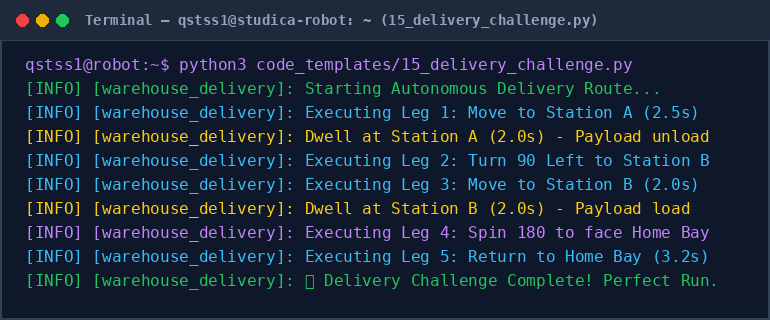 Terminal — qstss1@studica-robot: ~ (15_delivery_challenge.py)
qstss1@robot:~$ python3 code_templates/15_delivery_challenge.py
[INFO] [warehouse_delivery]: Starting Autonomous Delivery Route...
[INFO] [warehouse_delivery]: Executing Leg 1: Move to Station A (2.5s)
[INFO] [warehouse_delivery]: Dwell at Station A (2.0s) - Payload unload
[INFO] [warehouse_delivery]: Executing Leg 2: Turn 90 Left to Station B
[INFO] [warehouse_delivery]: Executing Leg 3: Move to Station B (2.0s)
[INFO] [warehouse_delivery]: Dwell at Station B (2.0s) - Payload load
[INFO] [warehouse_delivery]: Executing Leg 4: Spin 180 to face Home Bay
[INFO] [warehouse_delivery]: Executing Leg 5: Return to Home Bay (3.2s)
[INFO] [warehouse_delivery]: Delivery Challenge Complete! Perfect Run.